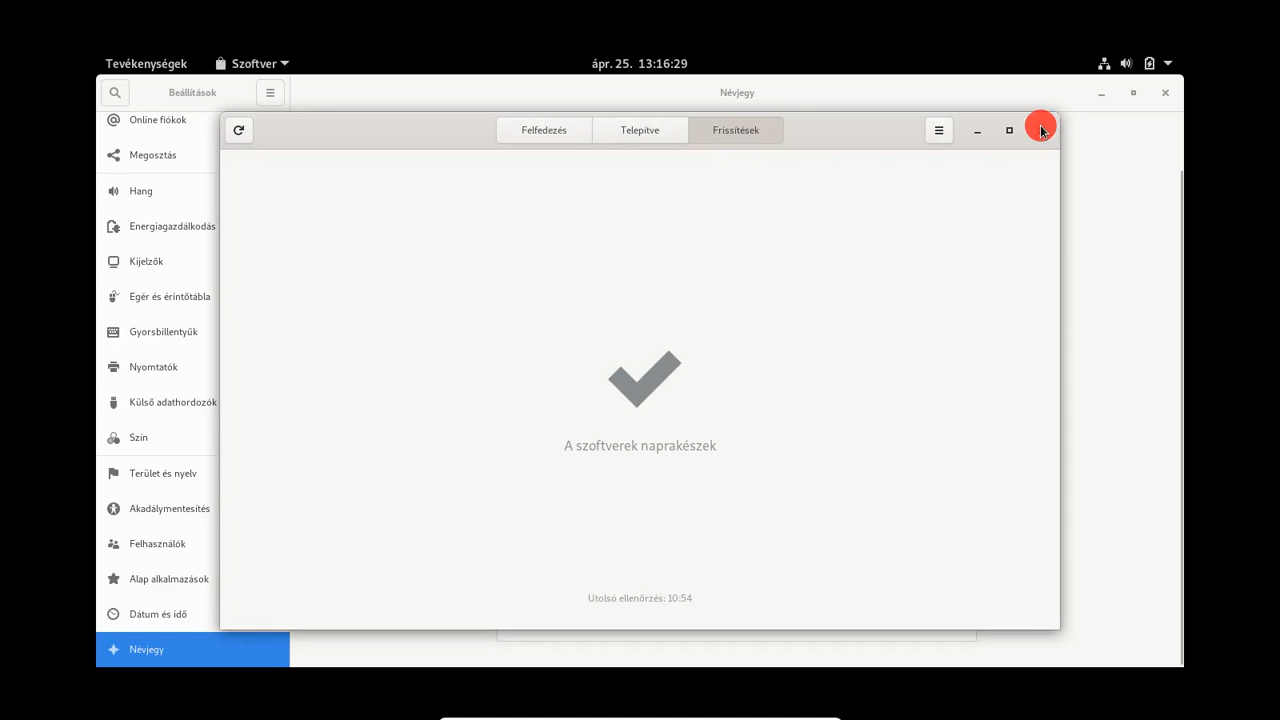 Tevékenységek
Szoftver
ápr. 25. 13:16:29
Beállítások
Névjegy
Felfedezés
Telepítve
Frissítések
Online fiókok
Megosztás
Hang
Energiagazdálkodás
Kijelzők
Egér és érintőtábla
Gyorsbillentyűk
Nyomtatók
Külső adathordozók
Szín
Terület és nyelv
Akadálymentesítés
Felhasználók
Alap alkalmazások
Dátum és idő
Névjegy
A szoftverek naprakészek
Utolsó ellenőrzés: 10:54